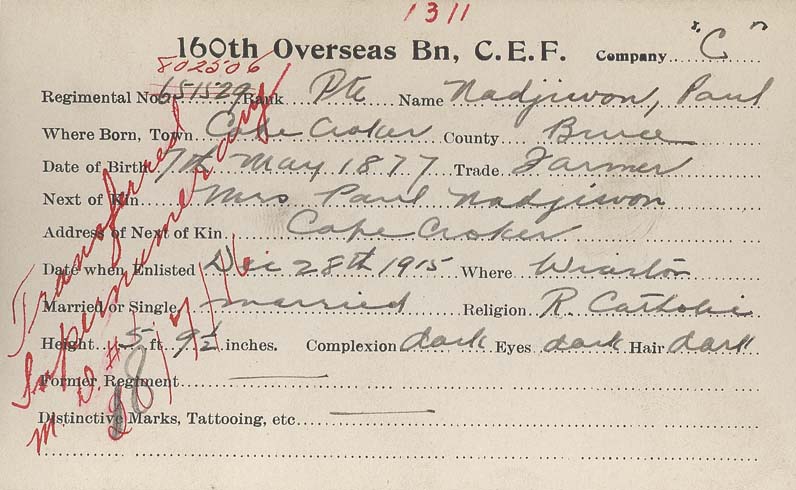 1311
160th Overseas Bn, C.E.F. Company "C"
802506
Regimental No. 651529 Rank Pte Name Nadjiwon, Paul
Where Born, Town Cape Croker County Bruce
Date of Birth 7th May 1877 Trade Farmer
Next of Kin Mrs Paul Nadjiwon
Address of Next of Kin Cape Croker
Date when Enlisted Dec 28th 1915 Where Wiarton
Married or Single married Religion R. Catholic
Height 5 ft. 9½ inches. Complexion dark Eyes dark Hair dark
Former Regiment
Distinctive Marks, Tattooing, etc.
Transferred
Supernumerary
M. D. #